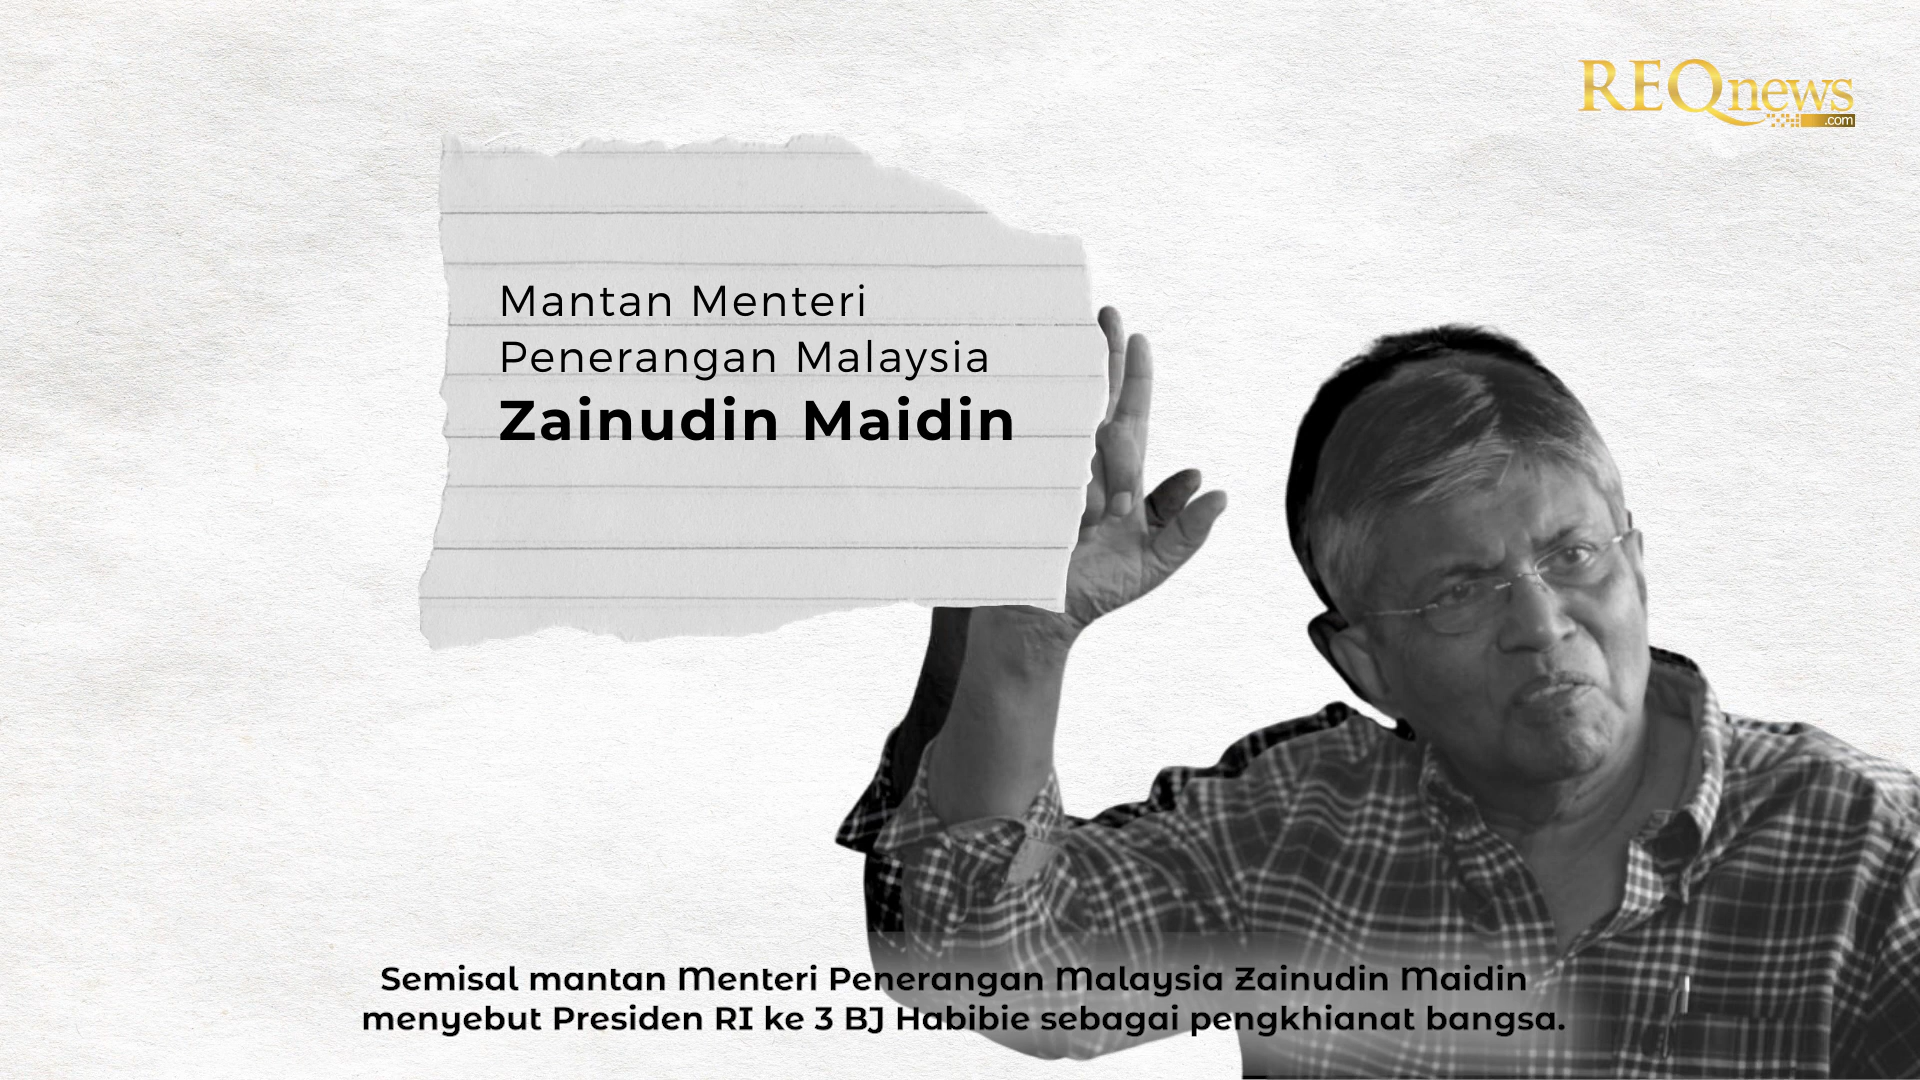 REQnews
.com
Mantan Menteri
Penerangan Malaysia
Zainudin Maidin
Semisal mantan Menteri Penerangan Malaysia Zainudin Maidin
menyebut Presiden RI ke 3 BJ Habibie sebagai pengkhianat bangsa.